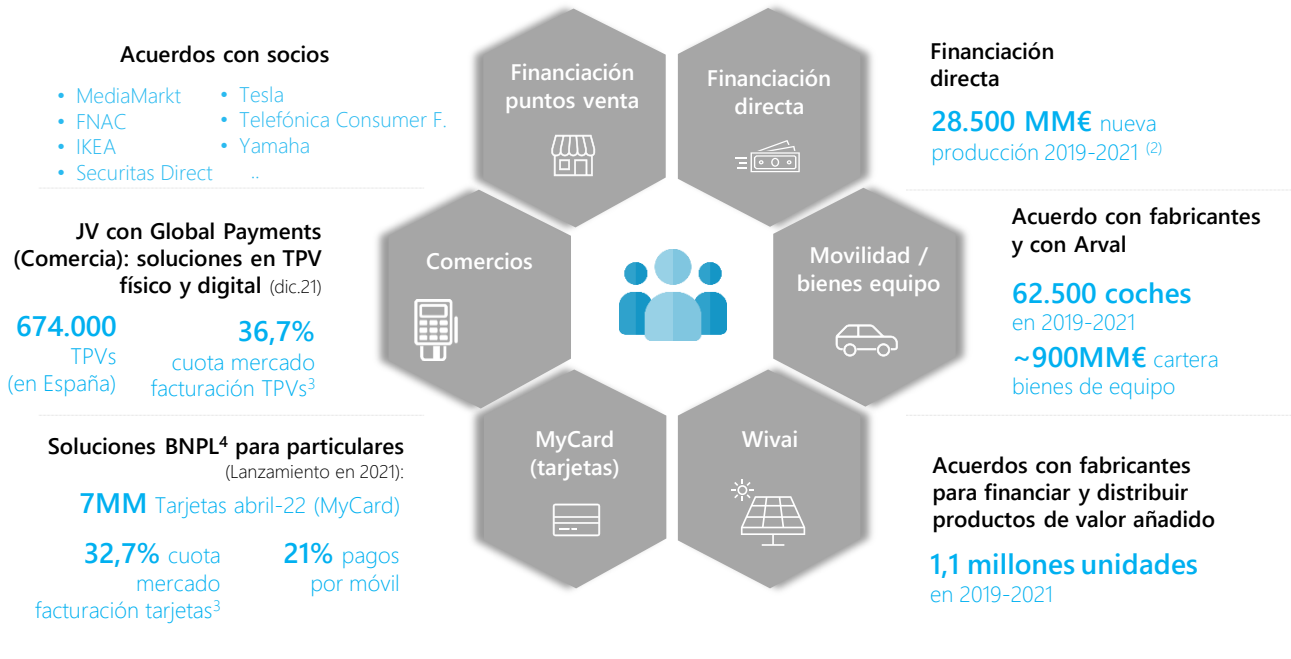 Acuerdos con socios
• MediaMarkt
• FNAC
• IKEA
• Securitas Direct
• Tesla
• Telefónica Consumer F.
• Yamaha
..
Financiación
puntos venta
Financiación
directa
Financiación
directa
28.500 MM€ nueva
producción 2019-2021 (2)
JV con Global Payments
(Comercia): soluciones en TPV
físico y digital (dic.21)
674.000
TPVs
(en España)
36,7%
cuota mercado
facturación TPVs³
Comercios
Movilidad /
bienes equipo
Acuerdo con fabricantes
y con Arval
62.500 coches
en 2019-2021
~900MM€ cartera
bienes de equipo
Soluciones BNPL⁴ para particulares
(Lanzamiento en 2021):
7MM Tarjetas abril-22 (MyCard)
32,7% cuota
mercado
facturación tarjetas³
21% pagos
por móvil
MyCard
(tarjetas)
Wivai
Acuerdos con fabricantes
para financiar y distribuir
productos de valor añadido
1,1 millones unidades
en 2019-2021